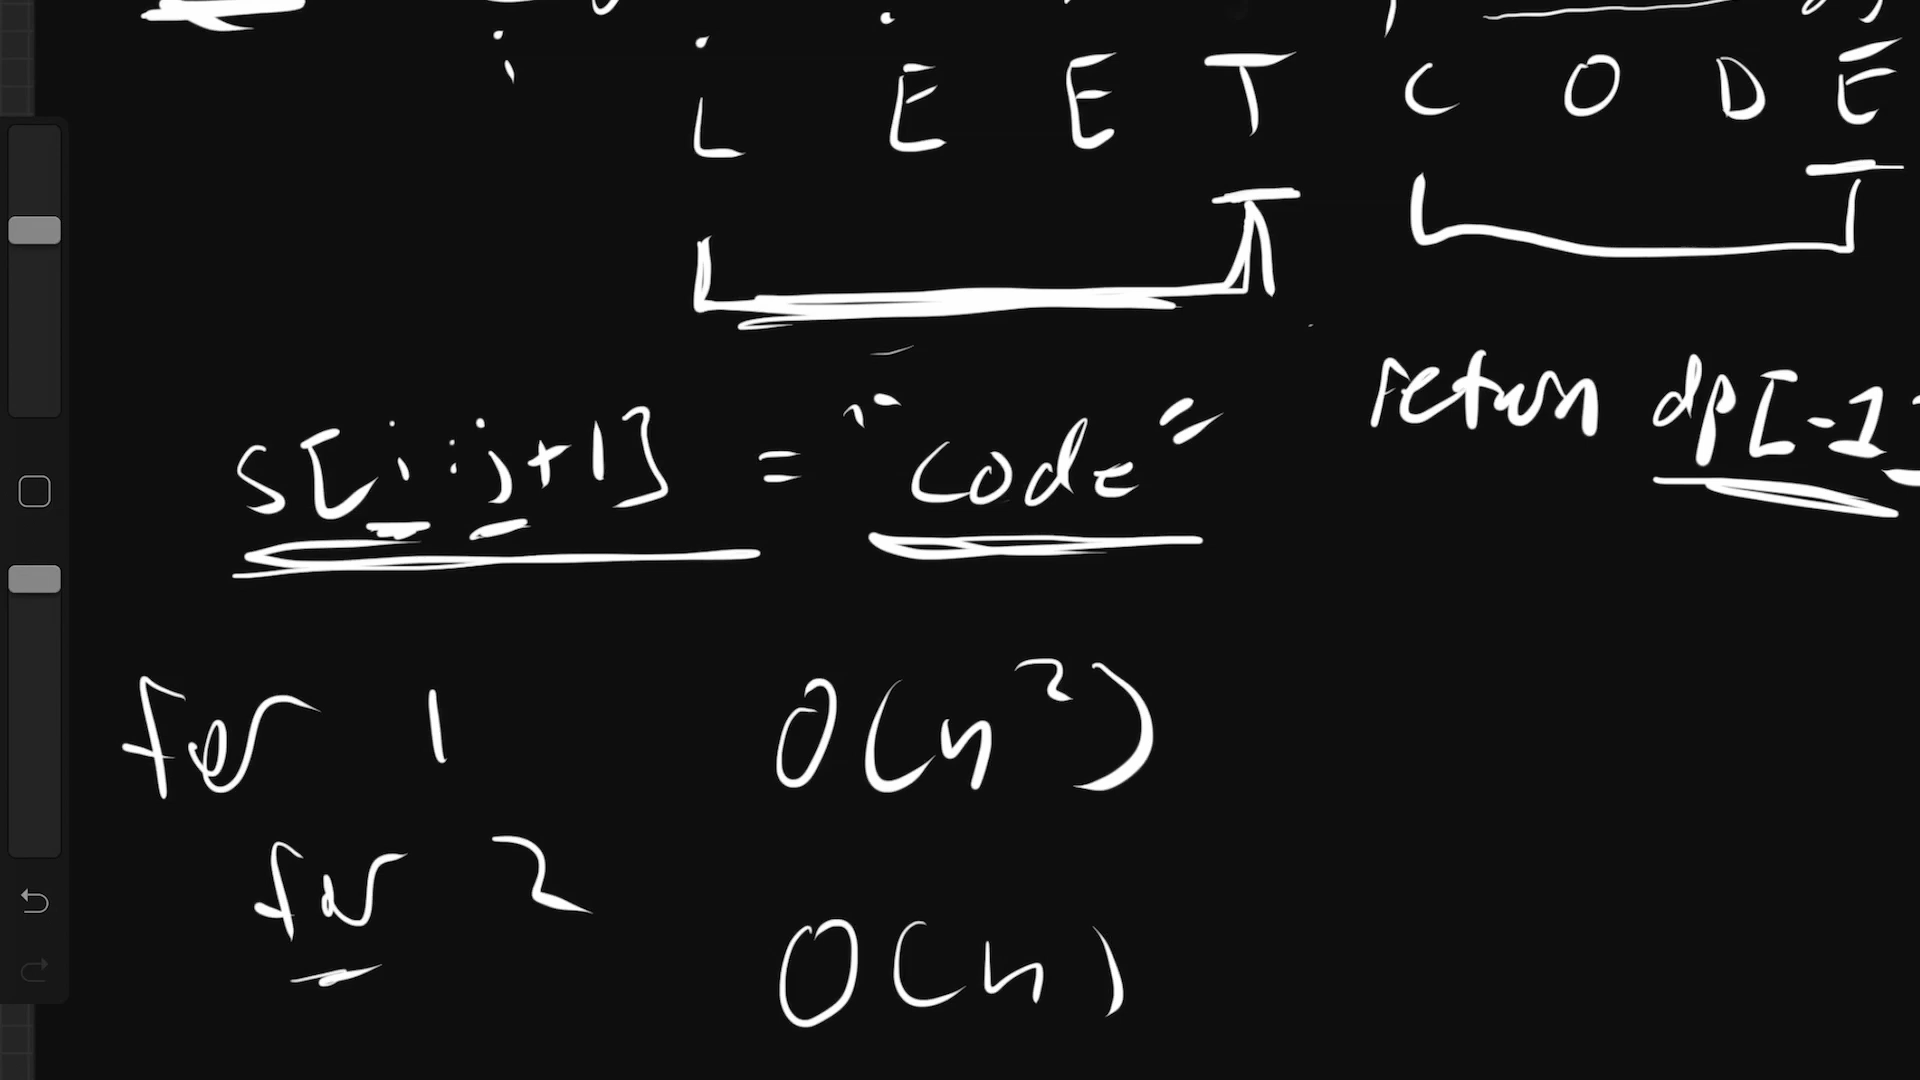 L E E T C O D E
T T
return dp[-1]
s[i:j+1] = "code"
for 1 O(n²)
for 2
O(n)